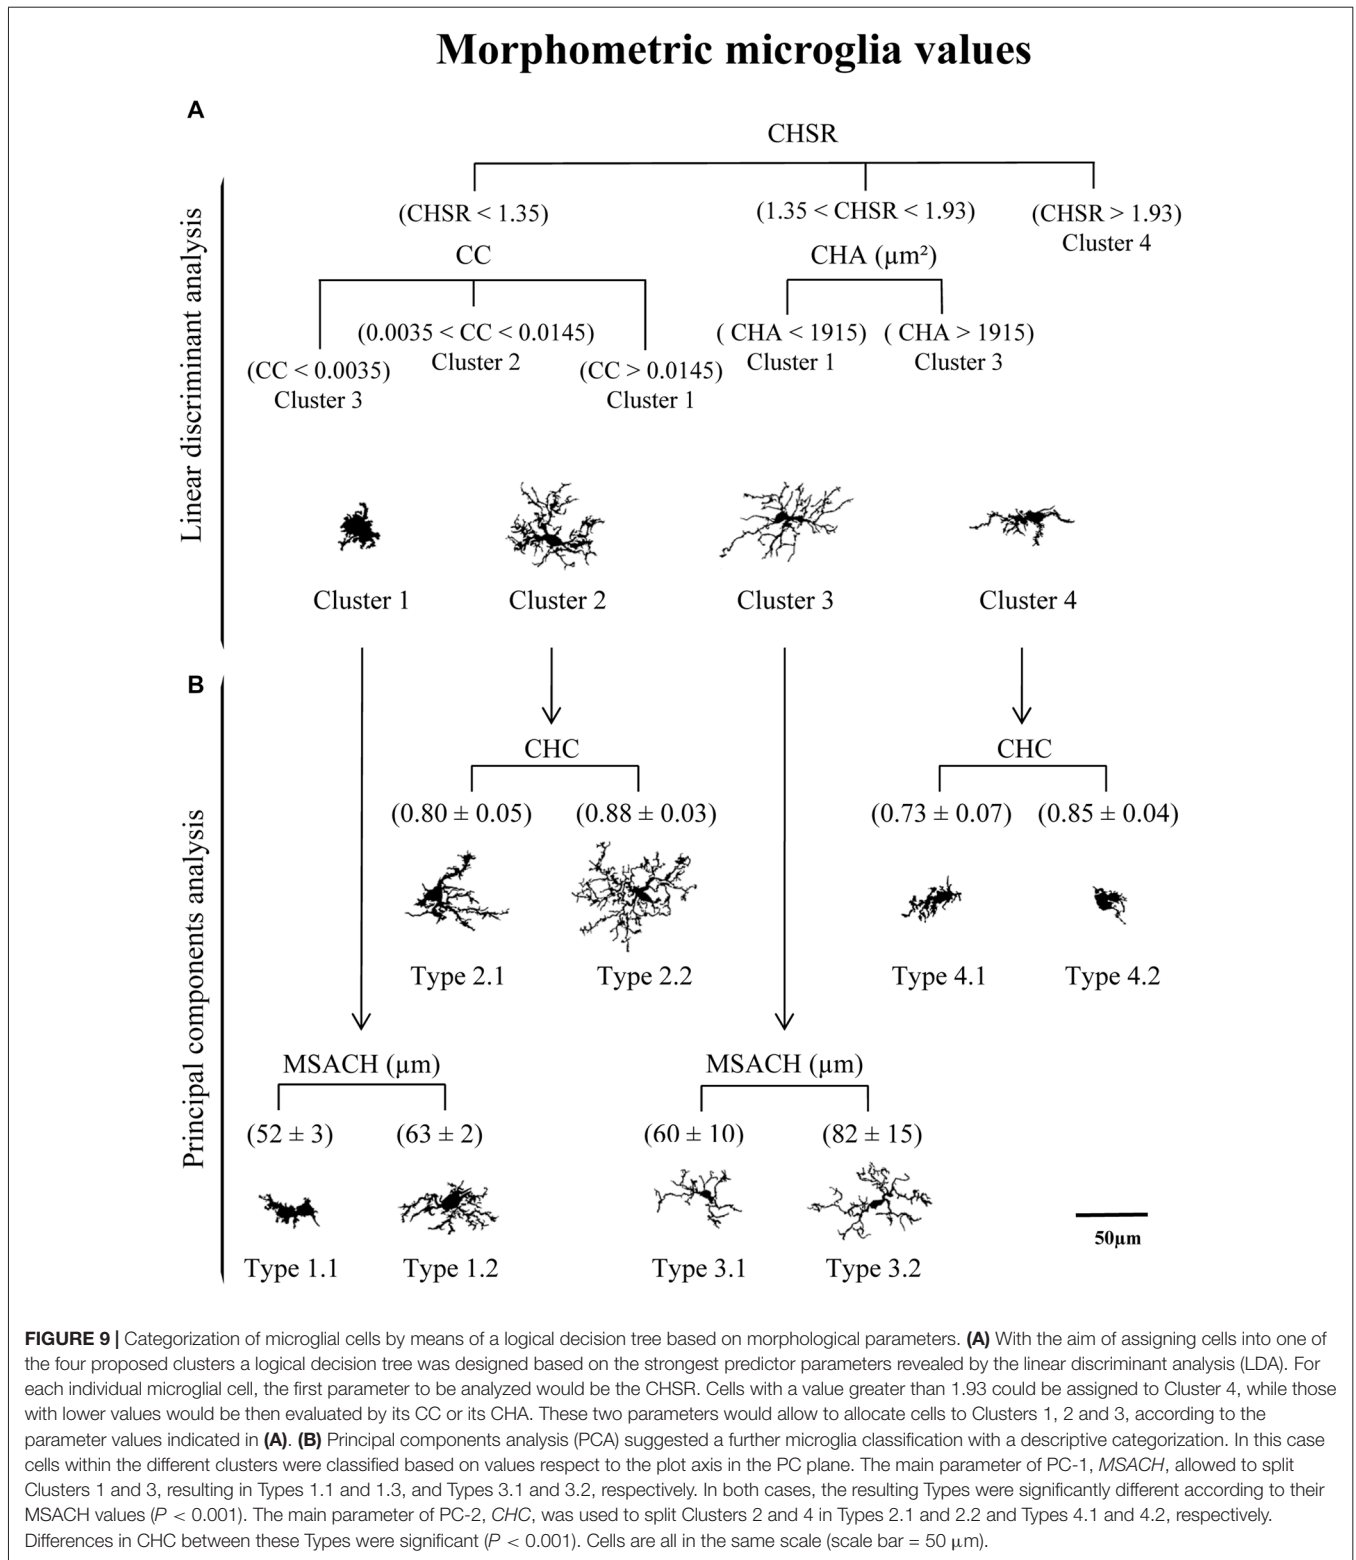 Morphometric microglia values
A
Linear discriminant analysis
CHSR
(CHSR < 1.35)
(1.35 < CHSR < 1.93)
(CHSR > 1.93)
Cluster 4
CC
CHA (µm²)
(0.0035 < CC < 0.0145)
Cluster 2
( CHA < 1915)
Cluster 1
( CHA > 1915)
Cluster 3
(CC < 0.0035)
Cluster 3
(CC > 0.0145)
Cluster 1
Cluster 1
Cluster 2
Cluster 3
Cluster 4
B
Principal components analysis
CHC
CHC
(0.80 ± 0.05)
(0.88 ± 0.03)
(0.73 ± 0.07)
(0.85 ± 0.04)
Type 2.1
Type 2.2
Type 4.1
Type 4.2
MSACH (µm)
MSACH (µm)
(52 ± 3)
(63 ± 2)
(60 ± 10)
(82 ± 15)
50µm
Type 1.1
Type 1.2
Type 3.1
Type 3.2
FIGURE 9 | Categorization of microglial cells by means of a logical decision tree based on morphological parameters. (A) With the aim of assigning cells into one of
the four proposed clusters a logical decision tree was designed based on the strongest predictor parameters revealed by the linear discriminant analysis (LDA). For
each individual microglial cell, the first parameter to be analyzed would be the CHSR. Cells with a value greater than 1.93 could be assigned to Cluster 4, while those
with lower values would be then evaluated by its CC or its CHA. These two parameters would allow to allocate cells to Clusters 1, 2 and 3, according to the
parameter values indicated in (A). (B) Principal components analysis (PCA) suggested a further microglia classification with a descriptive categorization. In this case
cells within the different clusters were classified based on values respect to the plot axis in the PC plane. The main parameter of PC-1, MSACH, allowed to split
Clusters 1 and 3, resulting in Types 1.1 and 1.3, and Types 3.1 and 3.2, respectively. In both cases, the resulting Types were significantly different according to their
MSACH values (P < 0.001). The main parameter of PC-2, CHC, was used to split Clusters 2 and 4 in Types 2.1 and 2.2 and Types 4.1 and 4.2, respectively.
Differences in CHC between these Types were significant (P < 0.001). Cells are all in the same scale (scale bar = 50 µm).